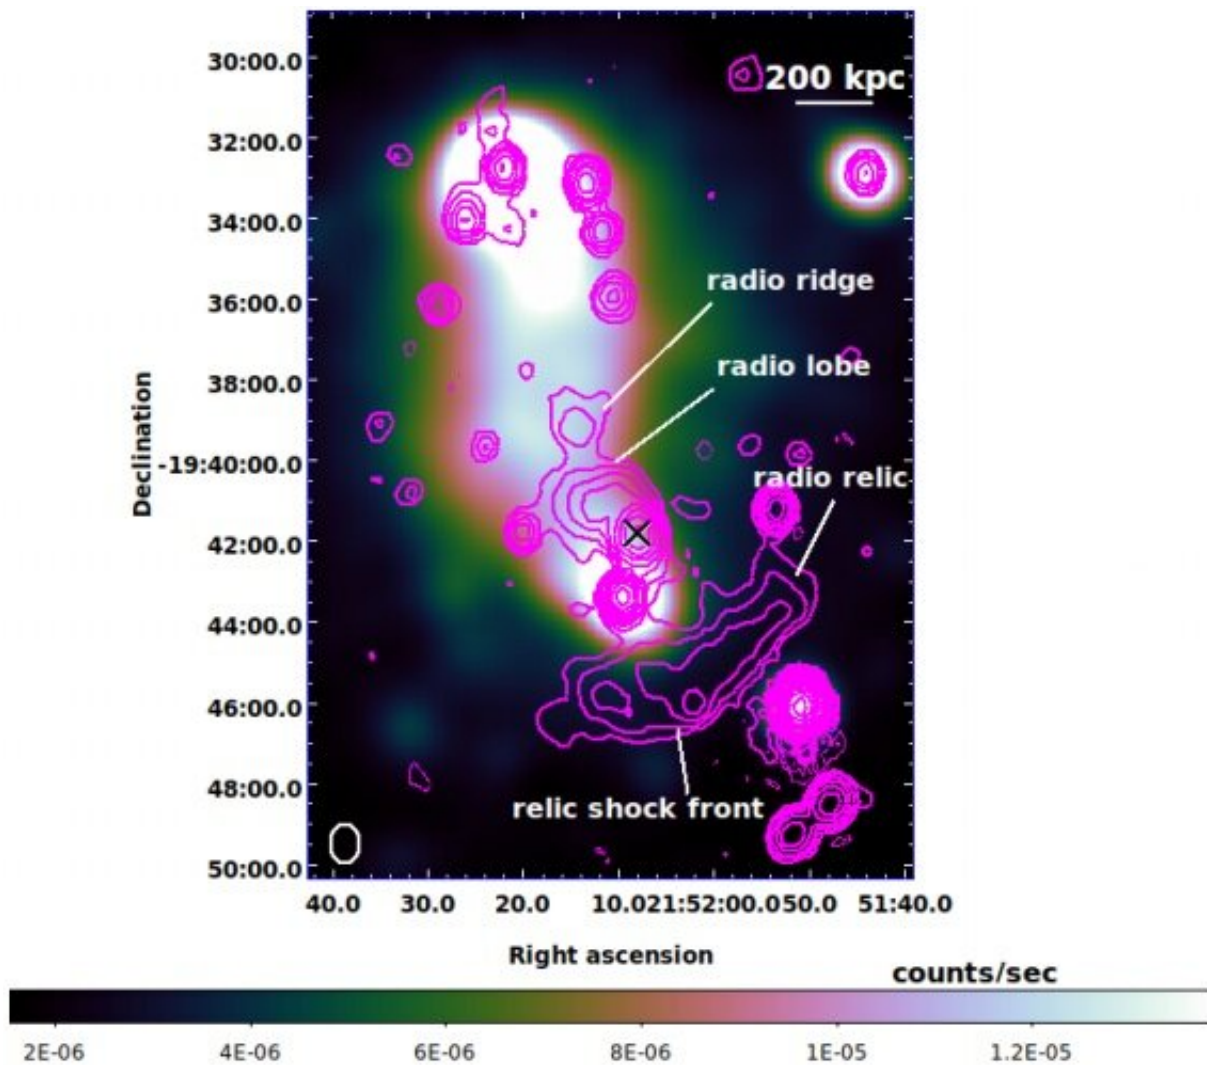 30:00.0
200 kpc
32:00.0
34:00.0
radio ridge
36:00.0
radio lobe
38:00.0
Declination
-19:40:00.0
radio relic
42:00.0
44:00.0
46:00.0
48:00.0
relic shock front
50:00.0
40.0 30.0 20.0 10.021:52:00.050.0 51:40.0
Right ascension
counts/sec
2E-06 4E-06 6E-06 8E-06 1E-05 1.2E-05